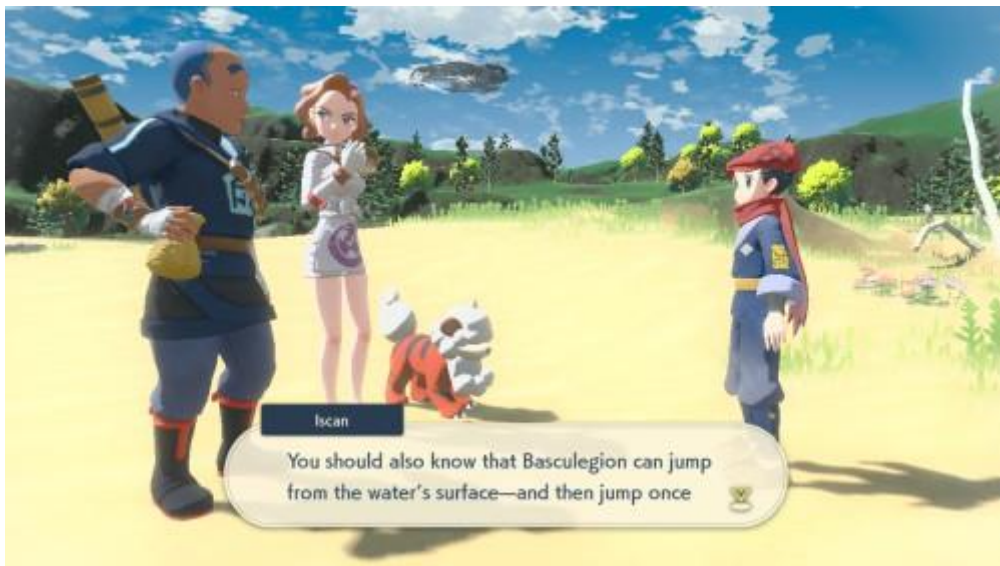 Iscan
You should also know that Basculegion can jump
from the water's surface—and then jump once